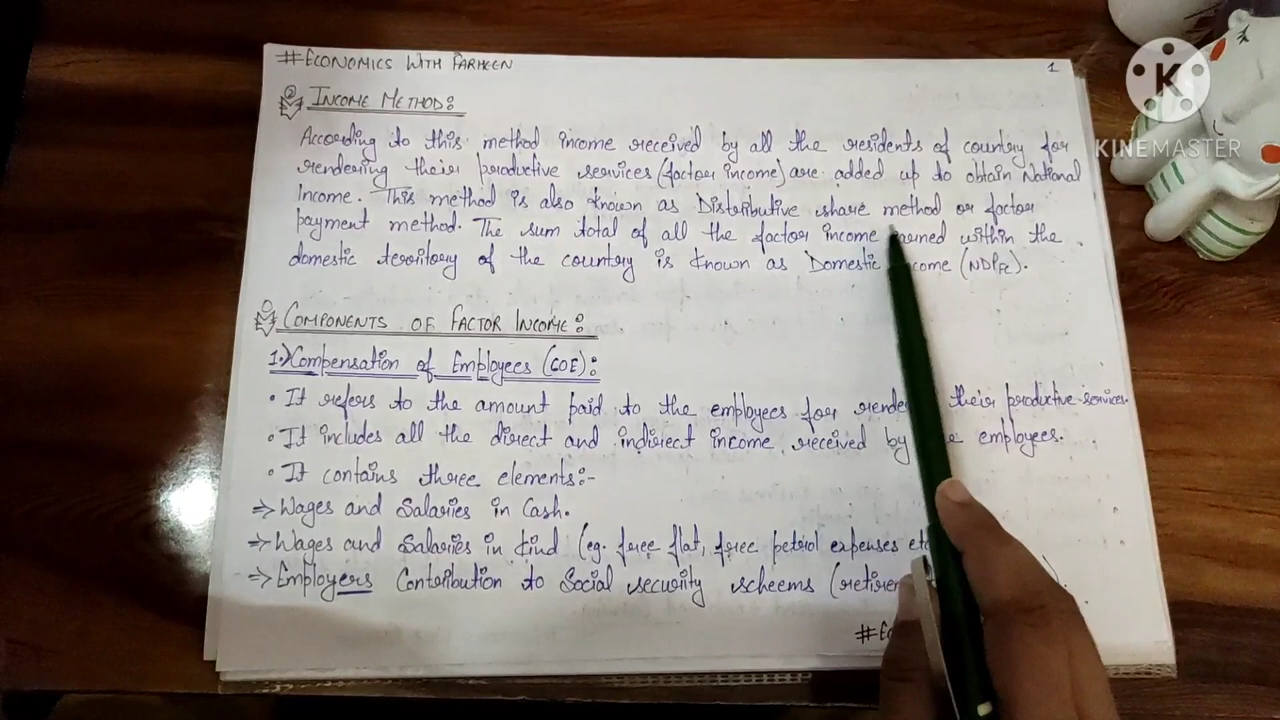 #ECONOMICS WITH PARHEEN
1
② INCOME METHOD:
According to this method income received by all the residents of country for
rendering their productive services (factor income) are added up to obtain National
Income. This method is also known as Distributive share method or factor
payment method. The sum total of all the factor income earned within the
domestic territory of the country is known as Domestic Income (NDPFC).
COMPONENTS OF FACTOR INCOME:
1.) Compensation of Employees (COE):
• It refers to the amount paid to the employees for their productive services.
• It includes all the direct and indirect income received by employees.
• It contains three elements:-
⇒ Wages and Salaries in Cash.
⇒ Wages and Salaries in kind (eg. free flat, free petrol expenses etc
⇒ Employers Contribution to Social security scheems
K
KINEMASTER